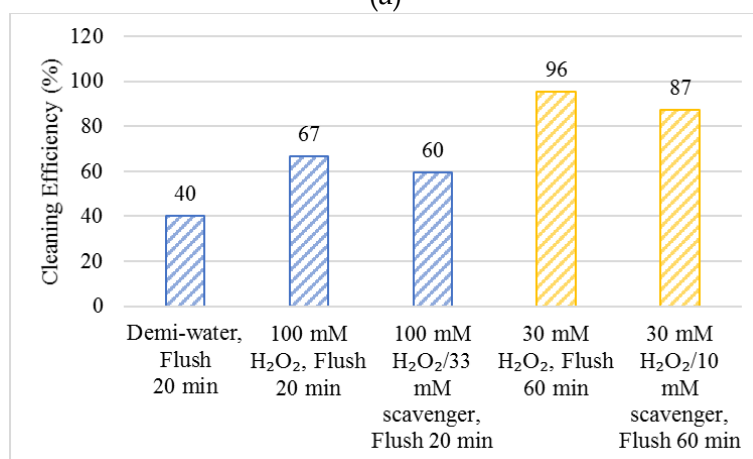 (a)
120
100
80
60
40
20
0
Cleaning Efficiency (%)
40
67
60
96
87
Demi-water,
Flush
20 min
100 mM
H₂O₂, Flush
20 min
100 mM
H₂O₂/33
mM
scavenger,
Flush 20 min
30 mM
H₂O₂, Flush
60 min
30 mM
H₂O₂/10
mM
scavenger,
Flush 60 min